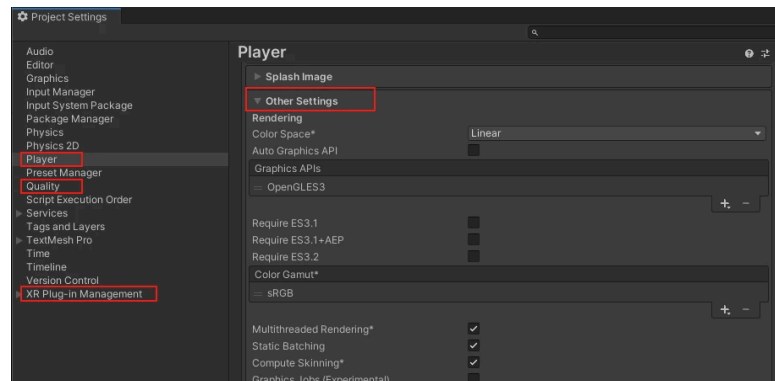 Project Settings
Audio
Editor
Graphics
Input Manager
Input System Package
Package Manager
Physics
Physics 2D
Player
Preset Manager
Quality
Script Execution Order
Services
Tags and Layers
TextMesh Pro
Time
Timeline
Version Control
XR Plug-in Management
Player
Splash Image
Other Settings
Rendering
Color Space* Linear
Auto Graphics API
Graphics APIs
OpenGLES3
Require ES3.1
Require ES3.1+AEP
Require ES3.2
Color Gamut*
sRGB
Multithreaded Rendering*
Static Batching
Compute Skinning*
Graphics Jobs (Experimental)